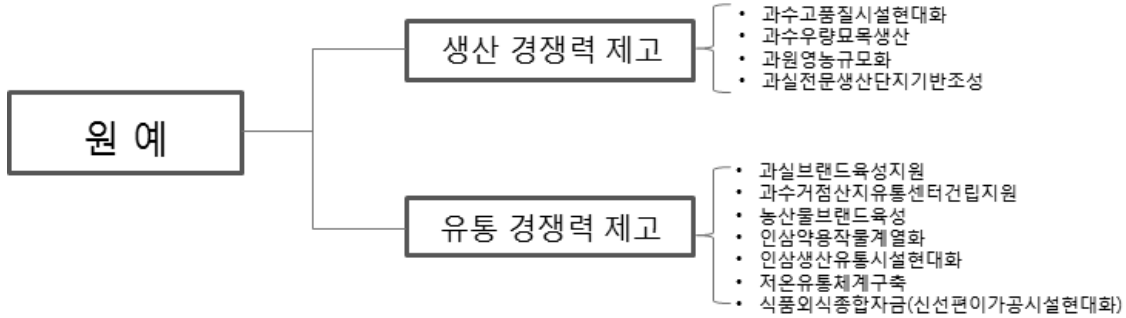 원 예
생산 경쟁력 제고
• 과수고품질시설현대화
• 과수우량묘목생산
• 과원영농규모화
• 과실전문생산단지기반조성
유통 경쟁력 제고
• 과실브랜드육성지원
• 과수거점산지유통센터건립지원
• 농산물브랜드육성
• 인삼약용작물계열화
• 인삼생산유통시설현대화
• 저온유통체계구축
• 식품외식종합자금(신선편이가공시설현대화)